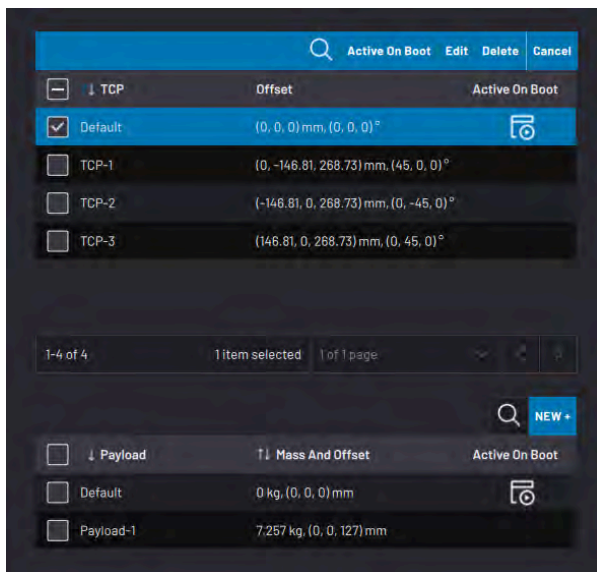 Active On Boot Edit Delete Cancel
↓ TCP Offset Active On Boot
Default (0, 0, 0) mm, (0, 0, 0)°
TCP-1 (0, -146.81, 268.73) mm, (45, 0, 0)°
TCP-2 (-146.81, 0, 268.73) mm, (0, -45, 0)°
TCP-3 (146.81, 0, 268.73) mm, (0, 45, 0)°
1-4 of 4 1 item selected 1 of 1 page
NEW +
↓ Payload ↑↓ Mass And Offset Active On Boot
Default 0 kg, (0, 0, 0) mm
Payload-1 7.257 kg, (0, 0, 127) mm